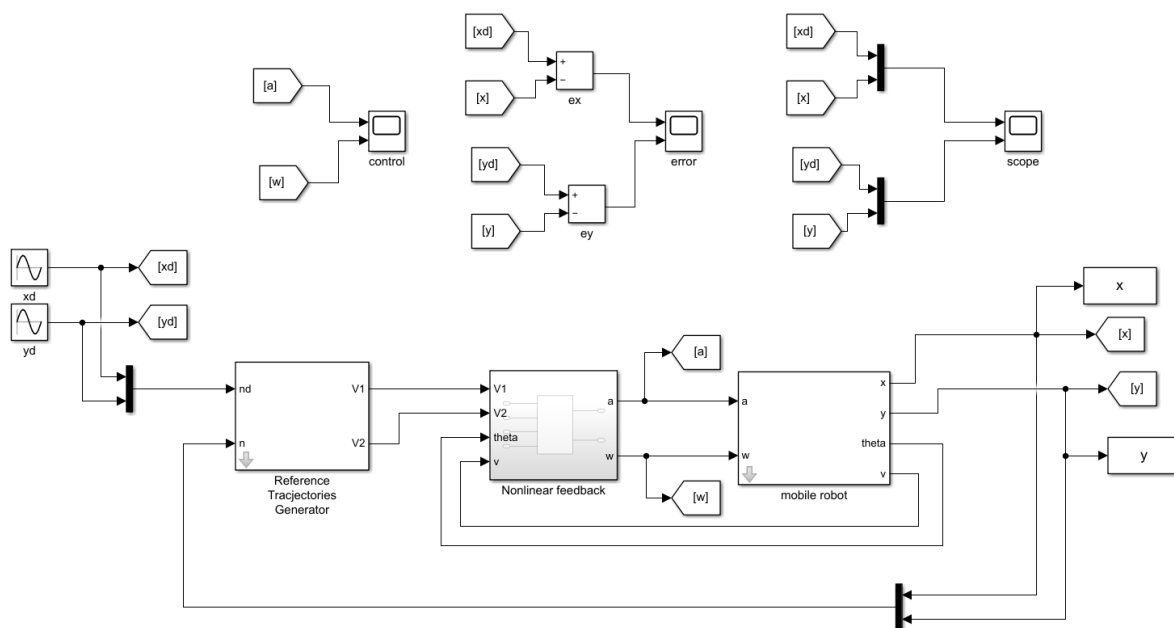 [xd]
[xd]
[a]
[x]
[x]
+
−
ex
control
error
scope
[w]
[yd]
[yd]
+
−
[y]
ey
[y]
xd
[xd]
yd
[yd]
x
[x]
[a]
[y]
nd
V1
n
V2
Reference
Tracjectories
Generator
V1
V2
theta
v
a
w
Nonlinear feedback
a
w
x
y
theta
v
mobile robot
[w]
y